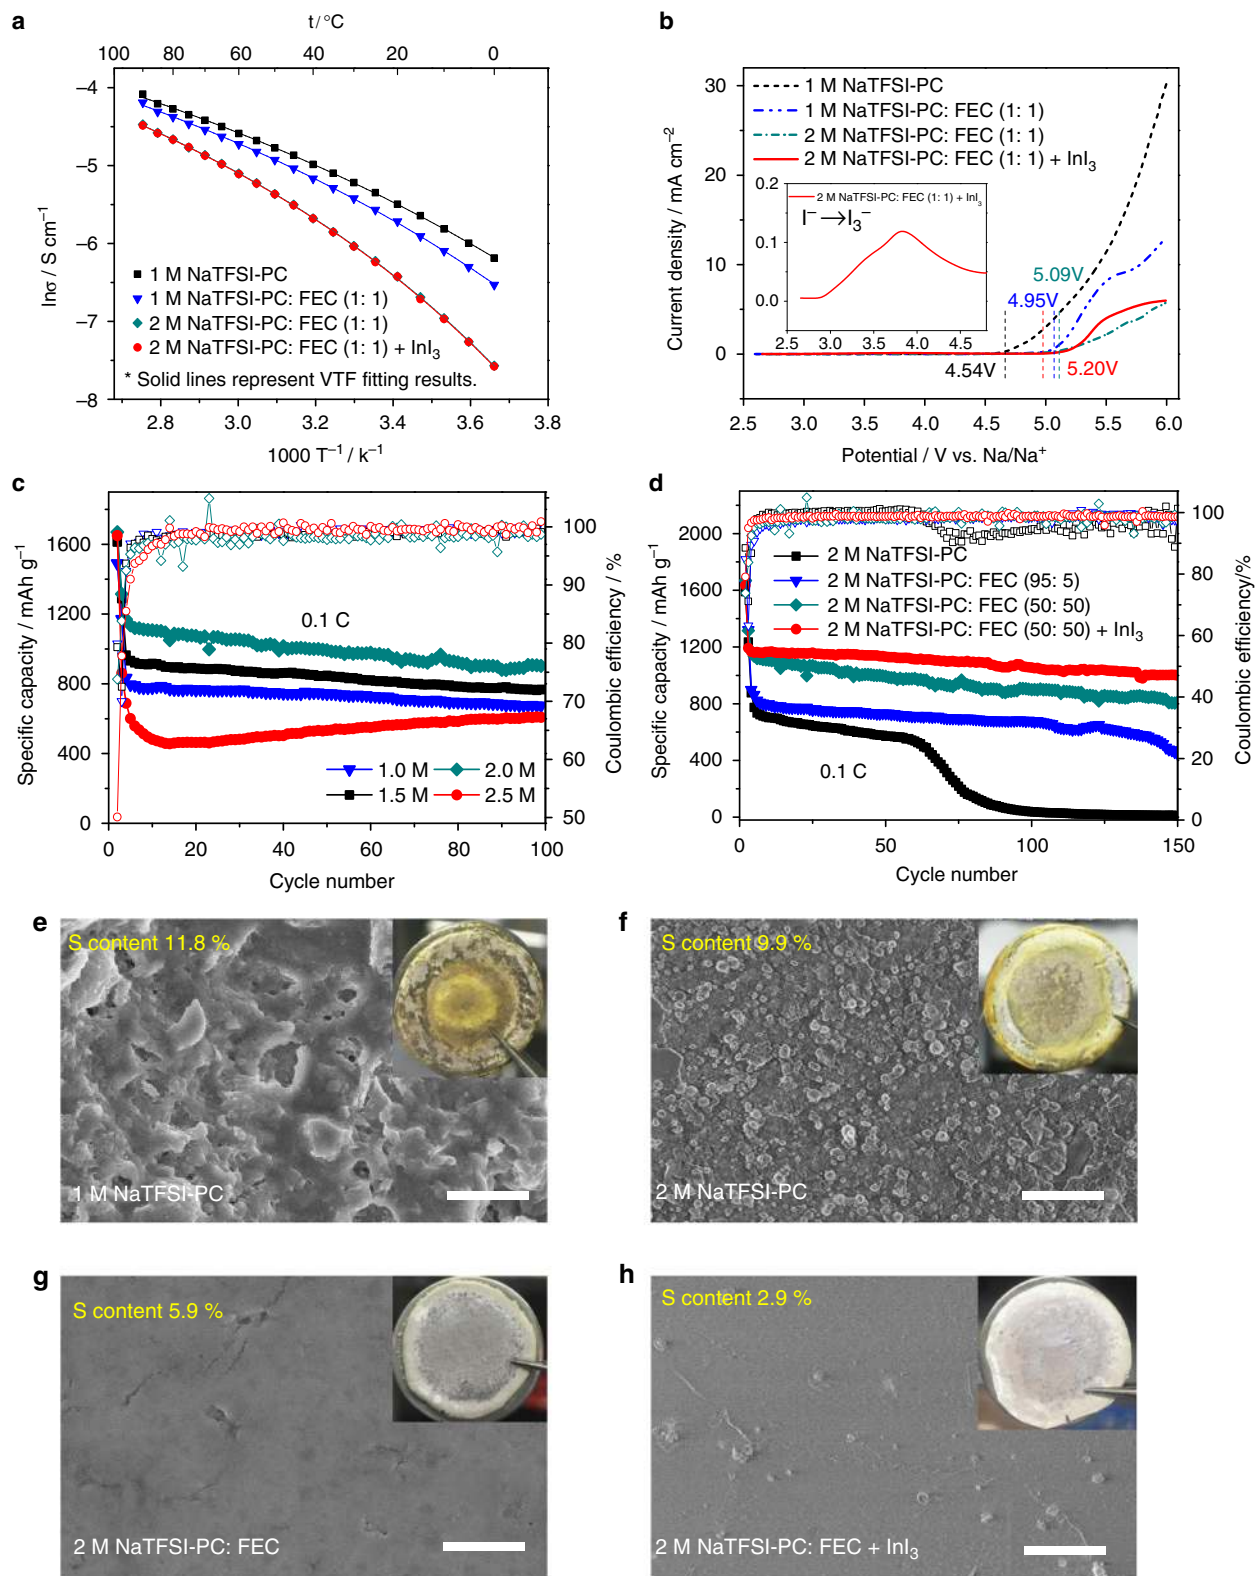 a
t / °C
100 80 60 40 20 0
−4
−5
−6
−7
−8
lnσ / S cm⁻¹
1 M NaTFSI-PC
1 M NaTFSI-PC: FEC (1: 1)
2 M NaTFSI-PC: FEC (1: 1)
2 M NaTFSI-PC: FEC (1: 1) + InI₃
* Solid lines represent VTF fitting results.
2.8 3.0 3.2 3.4 3.6 3.8
1000 T⁻¹ / k⁻¹
b
30
20
10
0
Current density / mA cm⁻²
1 M NaTFSI-PC
1 M NaTFSI-PC: FEC (1: 1)
2 M NaTFSI-PC: FEC (1: 1)
2 M NaTFSI-PC: FEC (1: 1) + InI₃
0.2
0.1
0.0
2 M NaTFSI-PC: FEC (1: 1) + InI₃
I⁻ → I₃⁻
2.5 3.0 3.5 4.0 4.5
5.09V
4.95V
4.54V
5.20V
2.5 3.0 3.5 4.0 4.5 5.0 5.5 6.0
Potential / V vs. Na/Na⁺
c
1600
1200
800
400
0
Specific capacity / mAh g⁻¹
0.1 C
1.0 M 2.0 M
1.5 M 2.5 M
100
90
80
70
60
50
Coulombic efficiency / %
0 20 40 60 80 100
Cycle number
d
2000
1600
1200
800
400
0
Specific capacity / mAh g⁻¹
2 M NaTFSI-PC
2 M NaTFSI-PC: FEC (95: 5)
2 M NaTFSI-PC: FEC (50: 50)
2 M NaTFSI-PC: FEC (50: 50) + InI₃
0.1 C
100
80
60
40
20
0
Coulombic efficiency / %
0 50 100 150
Cycle number
e
S content 11.8 %
1 M NaTFSI-PC
f
S content 9.9 %
2 M NaTFSI-PC
g
S content 5.9 %
2 M NaTFSI-PC: FEC
h
S content 2.9 %
2 M NaTFSI-PC: FEC + InI₃